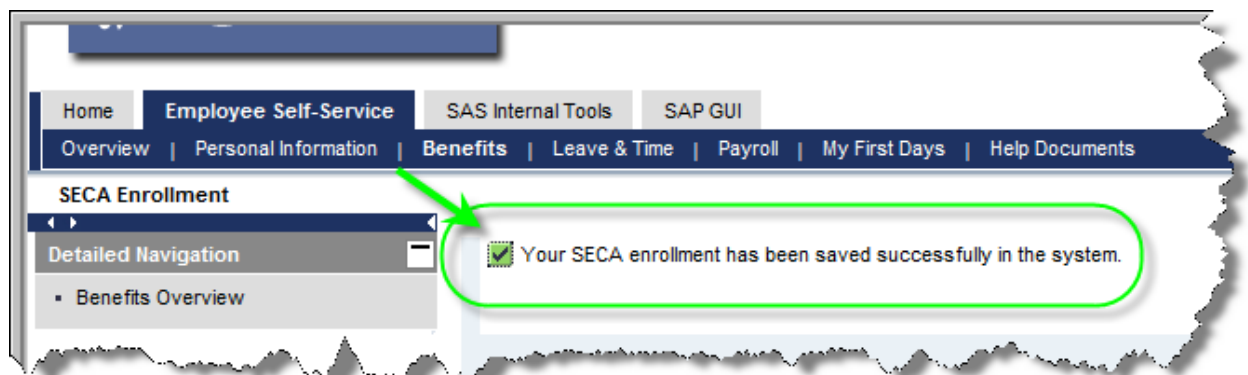 Home Employee Self-Service SAS Internal Tools SAP GUI
Overview | Personal Information | Benefits | Leave & Time | Payroll | My First Days | Help Documents
SECA Enrollment
Detailed Navigation
Your SECA enrollment has been saved successfully in the system.
▪ Benefits Overview